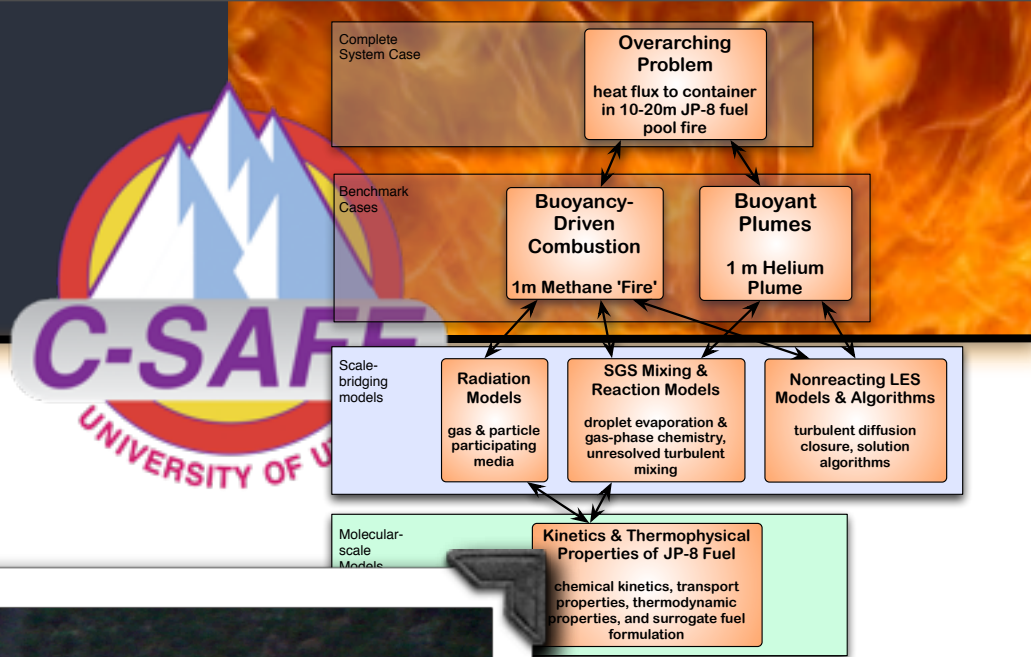 Complete
System Case
Overarching
Problem
heat flux to container
in 10-20m JP-8 fuel
pool fire
Benchmark
Cases
Buoyancy-
Driven
Combustion
1m Methane 'Fire'
Buoyant
Plumes
1 m Helium
Plume
C-SAFE
UNIVERSITY OF
Scale-
bridging
models
Radiation
Models
gas & particle
participating
media
SGS Mixing &
Reaction Models
droplet evaporation &
gas-phase chemistry,
unresolved turbulent
mixing
Nonreacting LES
Models & Algorithms
turbulent diffusion
closure, solution
algorithms
Molecular-
scale
Models
Kinetics & Thermophysical
Properties of JP-8 Fuel
chemical kinetics, transport
properties, thermodynamic
properties, and surrogate fuel
formulation